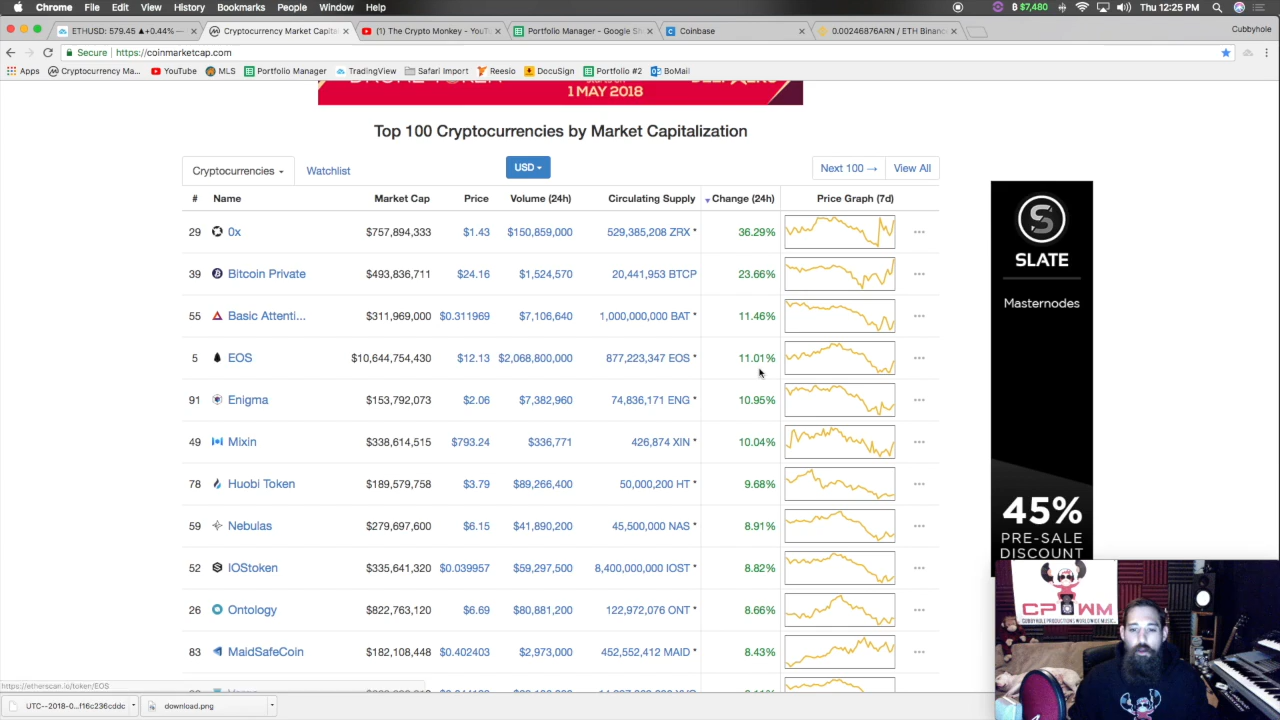 Chrome File Edit View History Bookmarks People Window Help
฿ $7,480 Thu 12:25 PM Cubbyhole
ETHUSD: 579.45 ▲+0.44% —
Cryptocurrency Market Capital
(1) The Crypto Monkey - YouT
Portfolio Manager - Google S
Coinbase
0.00246876ARN / ETH Binanc
Secure | https://coinmarketcap.com
Apps Cryptocurrency Ma... YouTube MLS Portfolio Manager TradingView Safari Import Reesio DocuSign Portfolio #2 BoMail
1 MAY 2018
Top 100 Cryptocurrencies by Market Capitalization
Cryptocurrencies Watchlist USD Next 100 → View All
# Name Market Cap Price Volume (24h) Circulating Supply Change (24h) Price Graph (7d)
29 0x $757,894,333 $1.43 $150,859,000 529,385,208 ZRX * 36.29%
39 Bitcoin Private $493,836,711 $24.16 $1,524,570 20,441,953 BTCP 23.66%
55 Basic Attenti... $311,969,000 $0.311969 $7,106,640 1,000,000,000 BAT * 11.46%
5 EOS $10,644,754,430 $12.13 $2,068,800,000 877,223,347 EOS * 11.01%
91 Enigma $153,792,073 $2.06 $7,382,960 74,836,171 ENG * 10.95%
49 Mixin $338,614,515 $793.24 $336,771 426,874 XIN * 10.04%
78 Huobi Token $189,579,758 $3.79 $89,266,400 50,000,200 HT * 9.68%
59 Nebulas $279,697,600 $6.15 $41,890,200 45,500,000 NAS * 8.91%
52 IOStoken $335,641,320 $0.039957 $59,297,500 8,400,000,000 IOST * 8.82%
26 Ontology $822,763,120 $6.69 $80,881,200 122,972,076 ONT * 8.66%
83 MaidSafeCoin $182,108,448 $0.402403 $2,973,000 452,552,412 MAID * 8.43%
SLATE
Masternodes
45%
PRE-SALE
DISCOUNT
CPWM
CUBBYHOLE PRODUCTIONS WORLDWIDE MUSIC
https://etherscan.io/token/EOS
UTC--2018-0...f16c236cddc
download.png